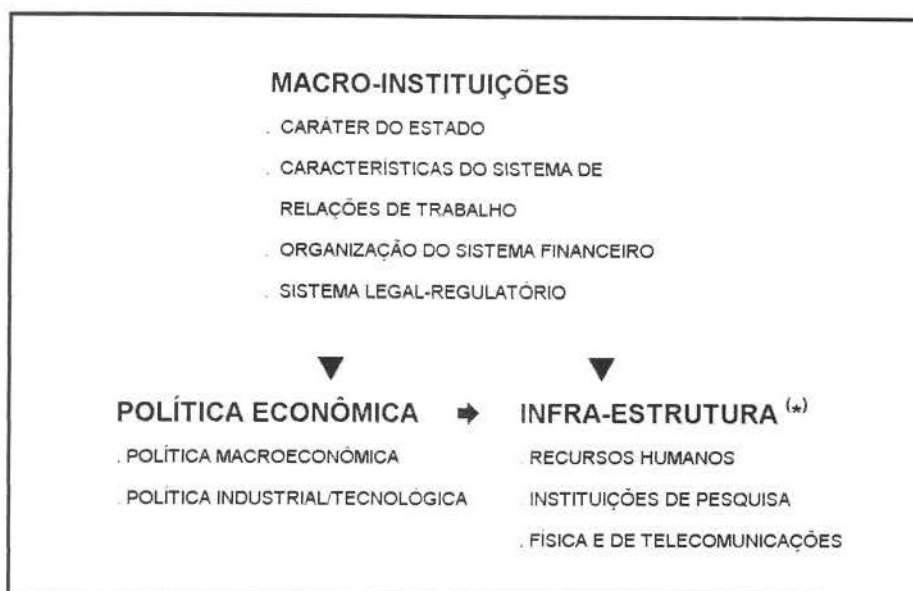 MACRO-INSTITUIÇÕES
. CARÁTER DO ESTADO
. CARACTERÍSTICAS DO SISTEMA DE
RELAÇÕES DE TRABALHO
. ORGANIZAÇÃO DO SISTEMA FINANCEIRO
. SISTEMA LEGAL-REGULATÓRIO
POLÍTICA ECONÔMICA
. POLÍTICA MACROECONÔMICA
. POLÍTICA INDUSTRIAL/TECNOLÓGICA
INFRA-ESTRUTURA (*)
. RECURSOS HUMANOS
. INSTITUIÇÕES DE PESQUISA
. FÍSICA E DE TELECOMUNICAÇÕES